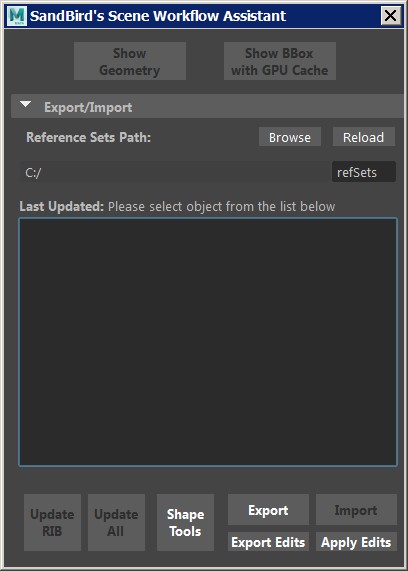 SandBird's Scene Workflow Assistant
Show
Geometry
Show BBox
with GPU Cache
Export/Import
Reference Sets Path:
Browse
Reload
C:/
refSets
Last Updated: Please select object from the list below
Update
RIB
Update
All
Shape
Tools
Export
Import
Export Edits
Apply Edits